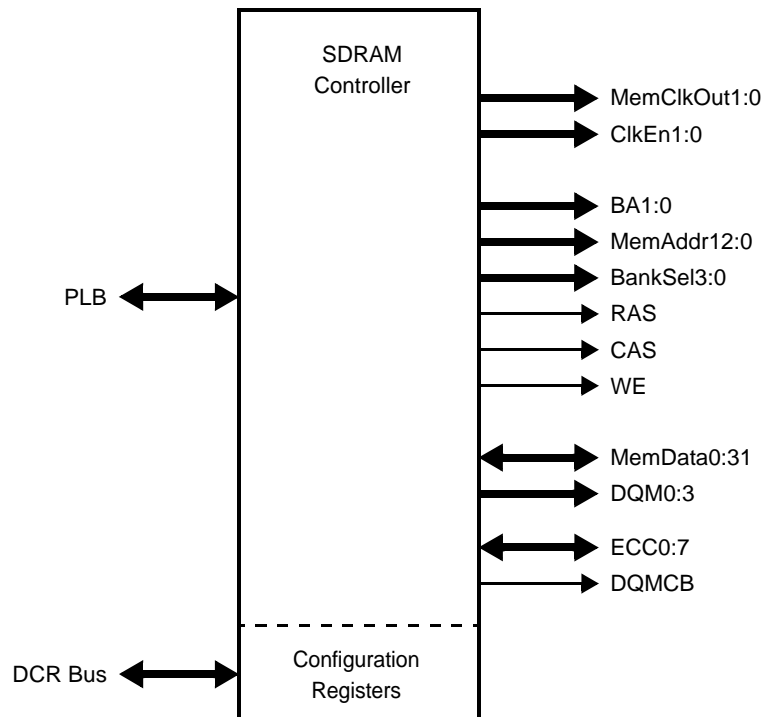 SDRAM
Controller
MemClkOut1:0
ClkEn1:0
BA1:0
MemAddr12:0
BankSel3:0
PLB
RAS
CAS
WE
MemData0:31
DQM0:3
ECC0:7
DQMCB
Configuration
Registers
DCR Bus